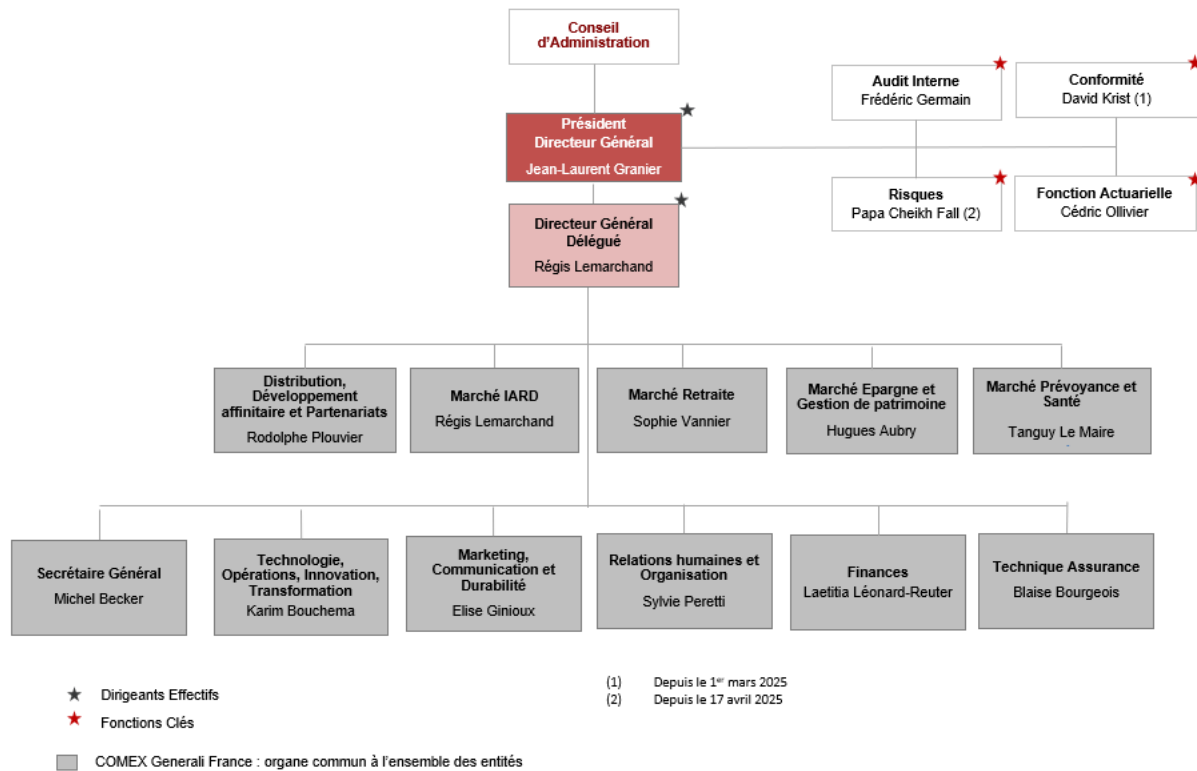 Conseil
d'Administration
Président
Directeur Général
Jean-Laurent Granier
Audit Interne
Frédéric Germain
Conformité
David Krist (1)
Risques
Papa Cheikh Fall (2)
Fonction Actuarielle
Cédric Ollivier
Directeur Général
Délégué
Régis Lemarchand
Distribution,
Développement
affinitaire et Partenariats
Rodolphe Plouvier
Marché IARD
Régis Lemarchand
Marché Retraite
Sophie Vannier
Marché Epargne et
Gestion de patrimoine
Hugues Aubry
Marché Prévoyance et
Santé
Tanguy Le Maire
Secrétaire Général
Michel Becker
Technologie,
Opérations, Innovation,
Transformation
Karim Bouchema
Marketing,
Communication et
Durabilité
Elise Ginioux
Relations humaines et
Organisation
Sylvie Peretti
Finances
Laetitia Léonard-Reuter
Technique Assurance
Blaise Bourgeois
Dirigeants Effectifs
Fonctions Clés
(1) Depuis le 1er mars 2025
(2) Depuis le 17 avril 2025
COMEX Generali France : organe commun à l'ensemble des entités